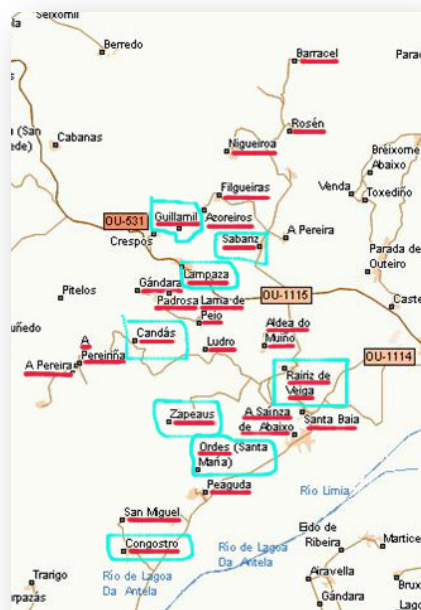 Seixomil
Berredo
Barracel
Parad
Rosén
Cabanas
(San
ede)
Nigueiroa
Breixome
Abaixo
Venda
Toxediño
Filgueiras
Guillamil
Azoreiros
OU-531
Crespos
Sabanz
A Pereira
Parada de
Outeiro
Lampaza
Gándara
Padrosa Lama de
Peio
OU-1115
Caste
Pitelos
uñedo
Candás
Aldea do
Muiño
A
Pereiriña
A Pereira
Ludro
OU-1114
Rairiz de
Veiga
Zapeaus
A Sainza
de Abaixo
Santa Baia
Ordes (Santa
María)
Peaguda
Río Limia
San Miguel
Congostro
Río de Lagoa
Da Antela
Eido de
Ribeira
Martice
Trarigo
Río de Lagoa
Da Antela
Airavella
Gándara
Brux
Lago
rpazás